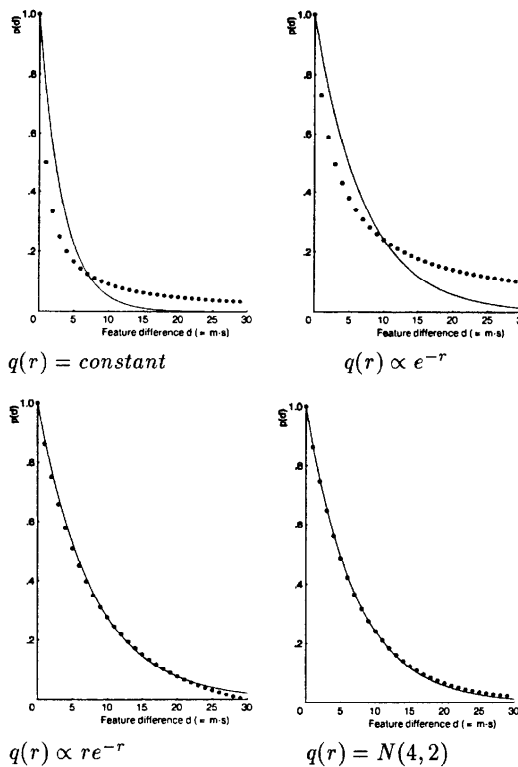 1.0
p(d)
.8
.6
.4
.2
0 5 10 15 20 25 30
Feature difference d ( = m·s)
q(r) = constant
1.0
p(d)
.8
.6
.4
.2
0 5 10 15 20 25 30
Feature difference d ( = m·s)
q(r) ∝ e^{-r}
1.0
p(d)
.8
.6
.4
.2
0 5 10 15 20 25 30
Feature difference d ( = m·s)
q(r) ∝ re^{-r}
1.0
p(d)
.8
.6
.4
.2
0 5 10 15 20 25 30
Feature difference d ( = m·s)
q(r) = N(4, 2)